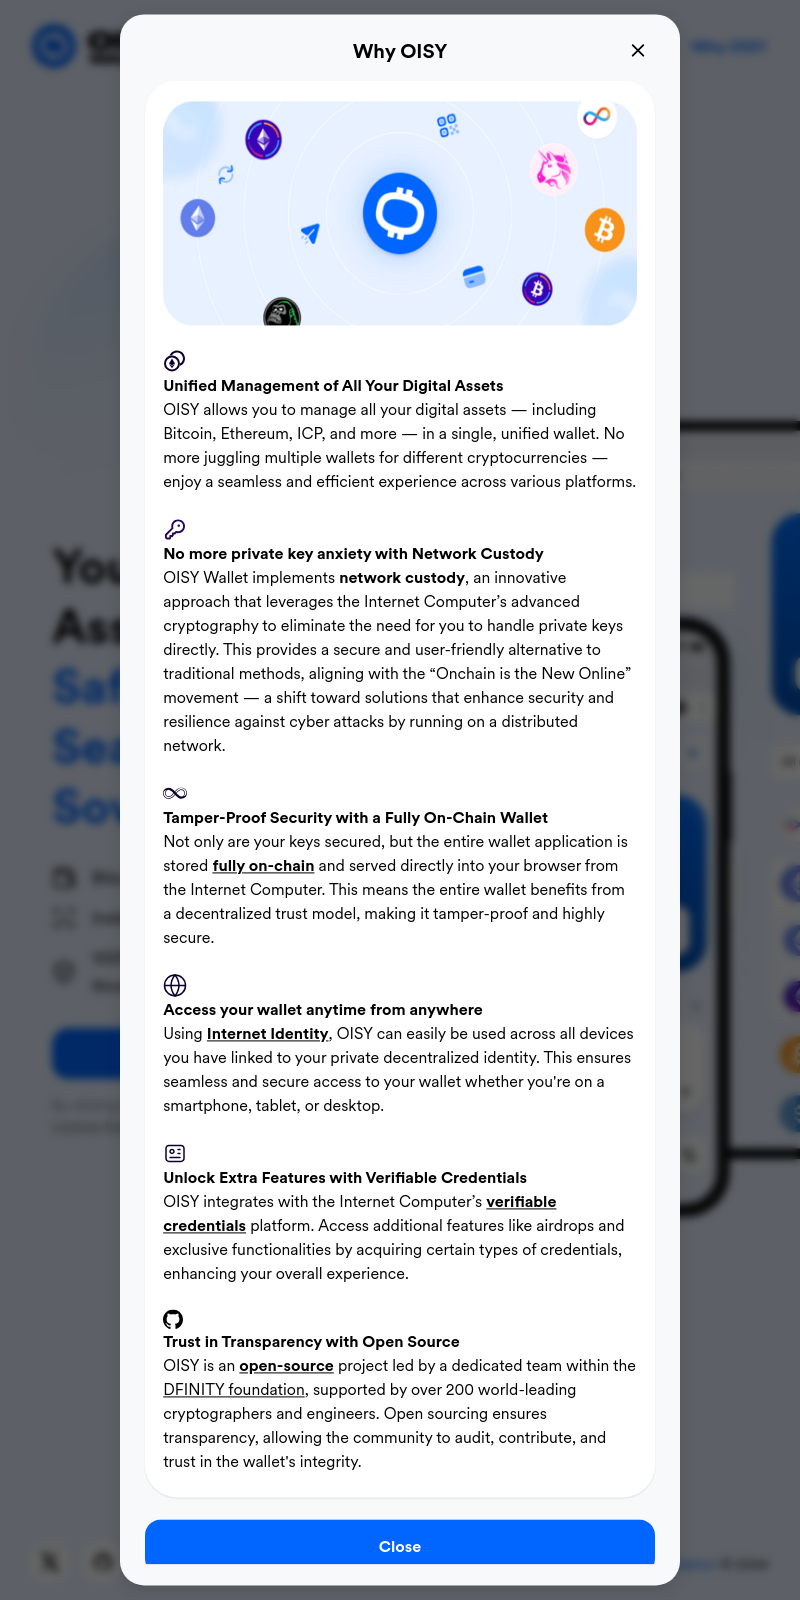 Why OISY
Why OISY
Unified Management of All Your Digital Assets
OISY allows you to manage all your digital assets — including
Bitcoin, Ethereum, ICP, and more — in a single, unified wallet. No
more juggling multiple wallets for different cryptocurrencies —
enjoy a seamless and efficient experience across various platforms.
No more private key anxiety with Network Custody
OISY Wallet implements network custody, an innovative
approach that leverages the Internet Computer’s advanced
cryptography to eliminate the need for you to handle private keys
directly. This provides a secure and user-friendly alternative to
traditional methods, aligning with the “Onchain is the New Online”
movement — a shift toward solutions that enhance security and
resilience against cyber attacks by running on a distributed
network.
Tamper-Proof Security with a Fully On-Chain Wallet
Not only are your keys secured, but the entire wallet application is
stored fully on-chain and served directly into your browser from
the Internet Computer. This means the entire wallet benefits from
a decentralized trust model, making it tamper-proof and highly
secure.
Access your wallet anytime from anywhere
Using Internet Identity, OISY can easily be used across all devices
you have linked to your private decentralized identity. This ensures
seamless and secure access to your wallet whether you're on a
smartphone, tablet, or desktop.
Unlock Extra Features with Verifiable Credentials
OISY integrates with the Internet Computer’s verifiable
credentials platform. Access additional features like airdrops and
exclusive functionalities by acquiring certain types of credentials,
enhancing your overall experience.
Trust in Transparency with Open Source
OISY is an open-source project led by a dedicated team within the
DFINITY foundation, supported by over 200 world-leading
cryptographers and engineers. Open sourcing ensures
transparency, allowing the community to audit, contribute, and
trust in the wallet's integrity.
Close